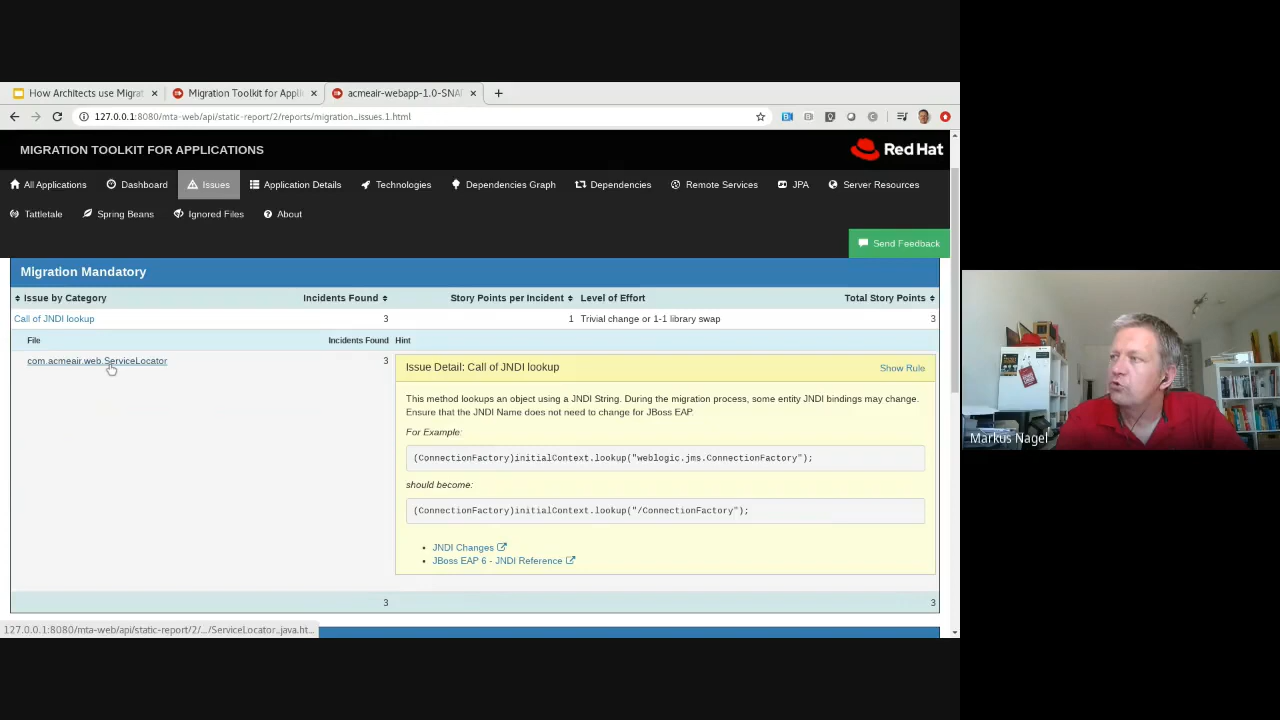 How Architects use Migrat
Migration Toolkit for Applic
acmeair-webapp-1.0-SNA
127.0.0.1:8080/mta-web/api/static-report/2/reports/migration_issues.1.html
MIGRATION TOOLKIT FOR APPLICATIONS
Red Hat
All Applications
Dashboard
Issues
Application Details
Technologies
Dependencies Graph
Dependencies
Remote Services
JPA
Server Resources
Tattletale
Spring Beans
Ignored Files
About
Send Feedback
Migration Mandatory
Issue by Category Incidents Found Story Points per Incident Level of Effort Total Story Points
Call of JNDI lookup 3 1 Trivial change or 1-1 library swap 3
File Incidents Found Hint
com.acmeair.web.ServiceLocator 3
Issue Detail: Call of JNDI lookup Show Rule
This method lookups an object using a JNDI String. During the migration process, some entity JNDI bindings may change.
Ensure that the JNDI Name does not need to change for JBoss EAP.
For Example:
(ConnectionFactory)initialContext.lookup("weblogic.jms.ConnectionFactory");
should become:
(ConnectionFactory)initialContext.lookup("/ConnectionFactory");
JNDI Changes
JBoss EAP 6 - JNDI Reference
3 3
127.0.0.1:8080/mta-web/api/static-report/2/.../ServiceLocator_java.ht...
Markus Nagel